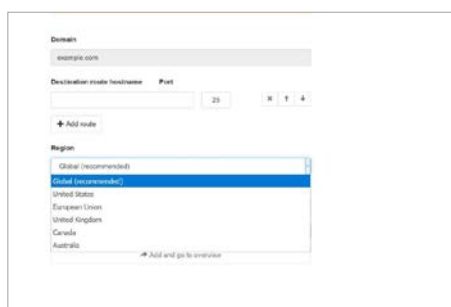 Domain
example.com
Destination route hostname Port
25
+ Add route
Region
Global (recommended)
Global (recommended)
United States
European Union
United Kingdom
Canada
Australia
Add and go to overview